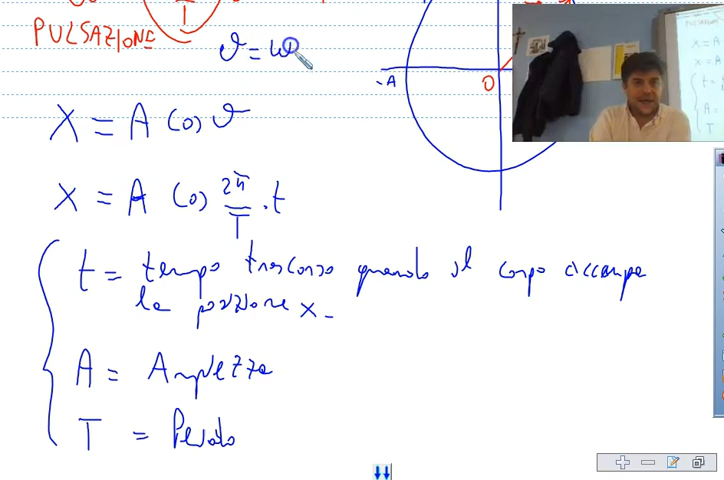 T
PULSAZIONE
ϑ = ω
-A
O
X = A Cos ϑ
X = A Cos 2π/T · t
t = tempo trascorso quando il corpo occupa
la posizione x.
A = Ampiezza
T = Periodo